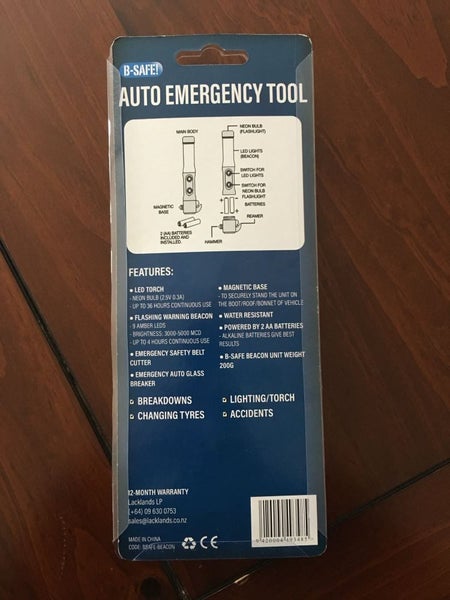 B-SAFE!
AUTO EMERGENCY TOOL
MAIN BODY
NEON BULB
(FLASHLIGHT)
LED LIGHTS
(BEACON)
SWITCH FOR
LED LIGHTS
SWITCH FOR
NEON BULB
FLASHLIGHT
BATTERIES
MAGNETIC
BASE
REAMER
2 (AA) BATTERIES
INCLUDED AND
INSTALLED.
HAMMER
FEATURES:
• LED TORCH
- NEON BULB (2.5V 0.3A)
- UP TO 36 HOURS CONTINUOUS USE
• FLASHING WARNING BEACON
- 9 AMBER LEDS
- BRIGHTNESS: 3000-5000 MCD
- UP TO 4 HOURS CONTINUOUS USE
• EMERGENCY SAFETY BELT
CUTTER
• EMERGENCY AUTO GLASS
BREAKER
• MAGNETIC BASE
- TO SECURELY STAND THE UNIT ON
THE BOOT/ROOF/BONNET OF VEHICLE
• WATER RESISTANT
• POWERED BY 2 AA BATTERIES
- ALKALINE BATTERIES GIVE BEST
RESULTS
• B-SAFE BEACON UNIT WEIGHT
200G
BREAKDOWNS
CHANGING TYRES
LIGHTING/TORCH
ACCIDENTS
12-MONTH WARRANTY
Lacklands LP
(+64) 09 630 0753
sales@lacklands.co.nz
MADE IN CHINA
CODE: BSAFE-BEACON
CE